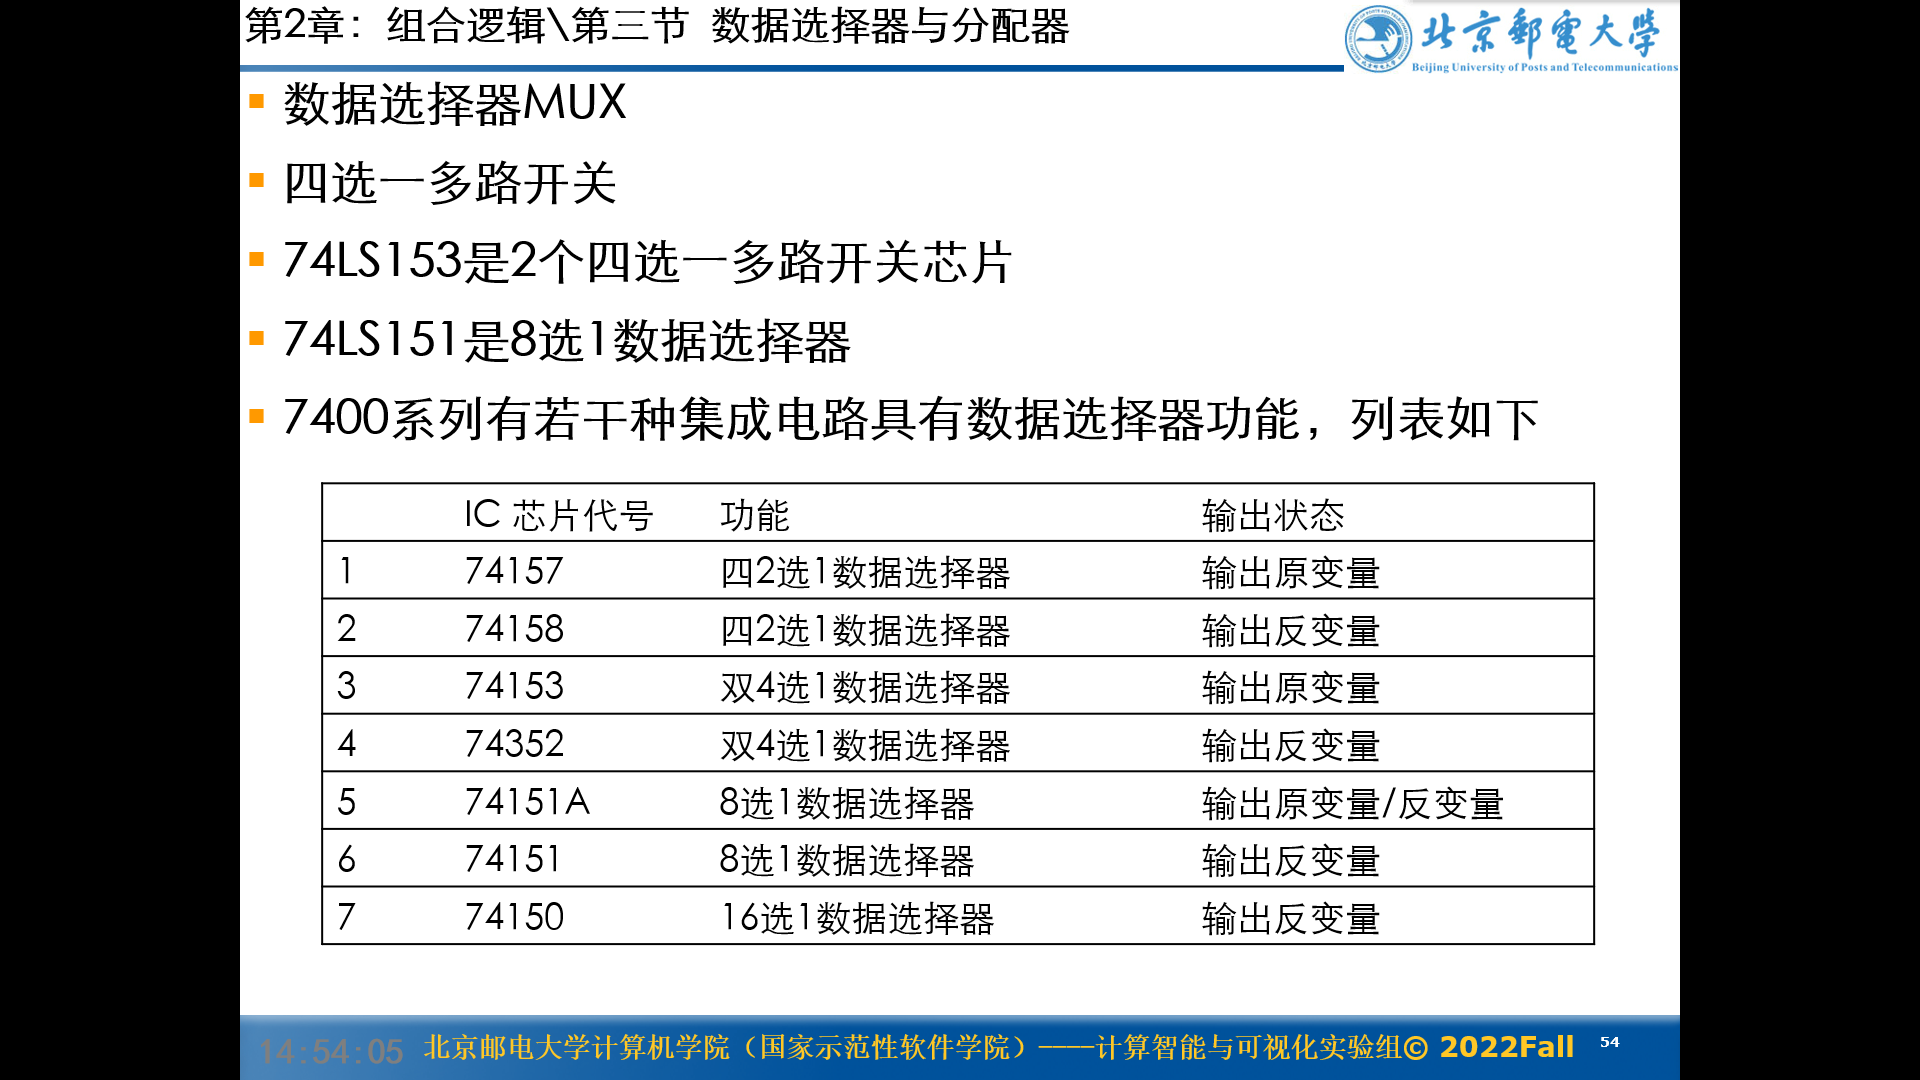 第2章：组合逻辑\第三节 数据选择器与分配器
北京邮电大学
Beijing University of Posts and Telecommunications
数据选择器MUX
四选一多路开关
74LS153是2个四选一多路开关芯片
74LS151是8选1数据选择器
7400系列有若干种集成电路具有数据选择器功能，列表如下
IC 芯片代号 功能 输出状态
1 74157 四2选1数据选择器 输出原变量
2 74158 四2选1数据选择器 输出反变量
3 74153 双4选1数据选择器 输出原变量
4 74352 双4选1数据选择器 输出反变量
5 74151A 8选1数据选择器 输出原变量/反变量
6 74151 8选1数据选择器 输出反变量
7 74150 16选1数据选择器 输出反变量
14:54:05 北京邮电大学计算机学院（国家示范性软件学院）——计算智能与可视化实验组© 2022Fall 54